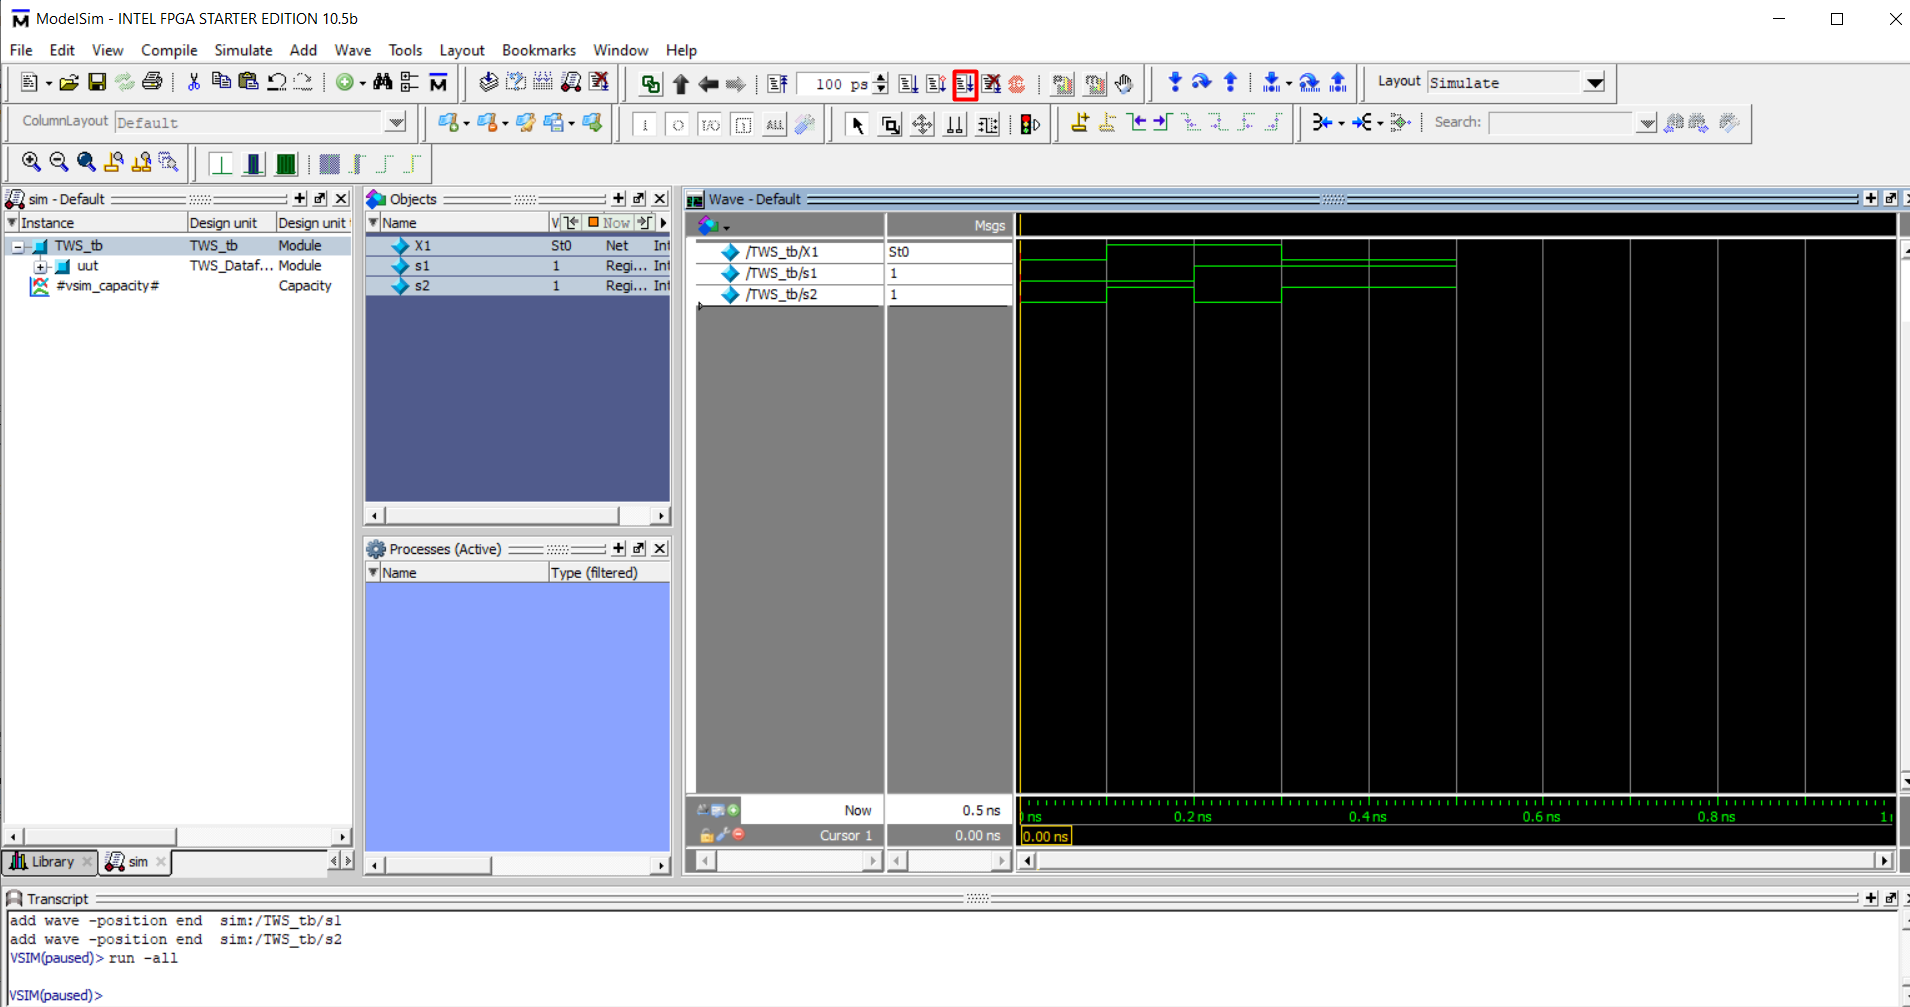 ModelSim - INTEL FPGA STARTER EDITION 10.5b
File Edit View Compile Simulate Add Wave Tools Layout Bookmarks Window Help
100 ps
Layout Simulate
ColumnLayout Default
ALL
Search:
sim - Default
Instance Design unit Design unit
TWS_tb TWS_tb Module
uut TWS_Dataf... Module
#vsim_capacity# Capacity
Library sim
Objects
Name V Now
X1 St0 Net Int
s1 1 Regi... Int
s2 1 Regi... Int
Processes (Active)
Name Type (filtered)
Wave - Default
Msgs
/TWS_tb/X1 St0
/TWS_tb/s1 1
/TWS_tb/s2 1
Now 0.5 ns
Cursor 1 0.00 ns
ns 0.2 ns 0.4 ns 0.6 ns 0.8 ns 1
0.00 ns
Transcript
add wave -position end sim:/TWS_tb/s1
add wave -position end sim:/TWS_tb/s2
VSIM(paused)> run -all
VSIM(paused)>